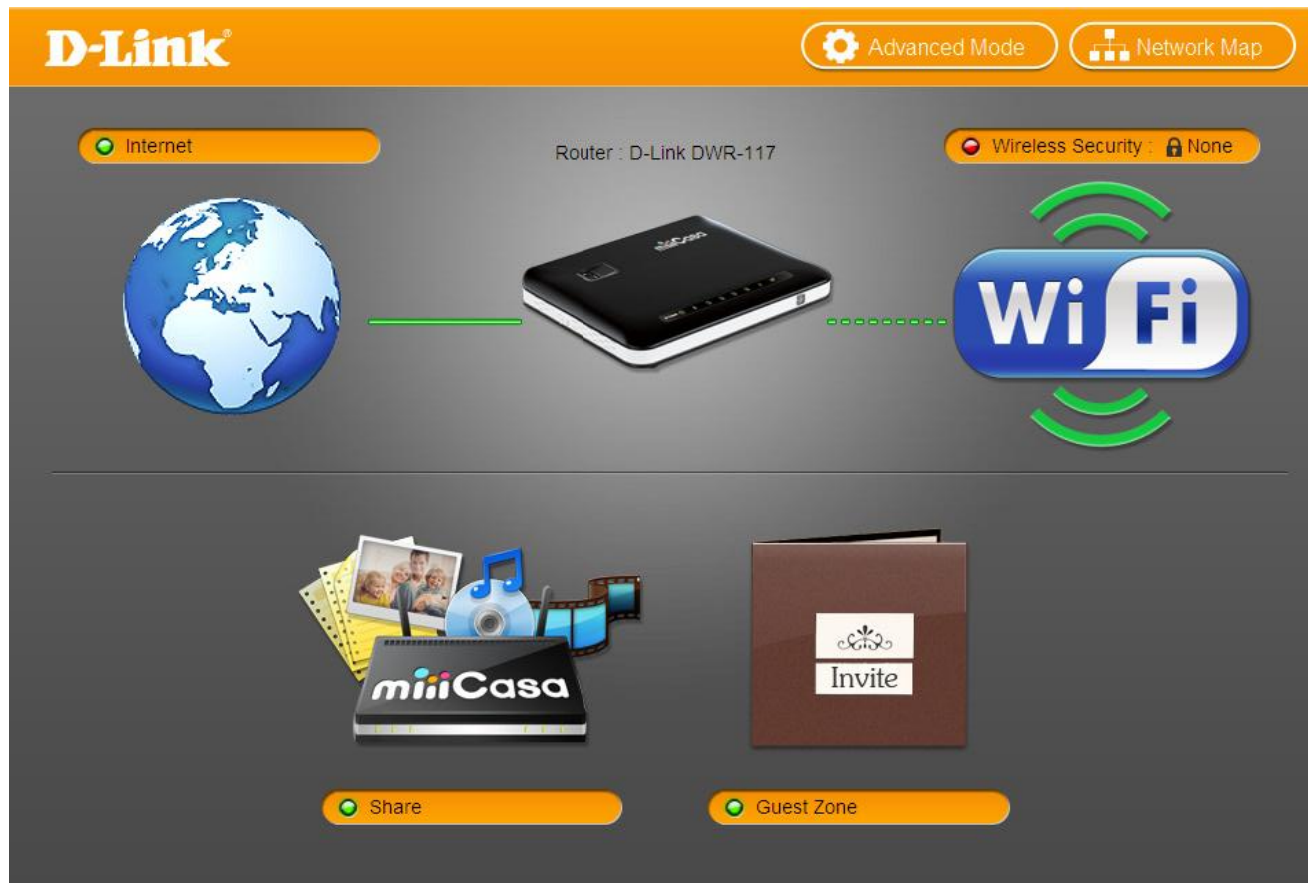 D-Link®
Advanced Mode
Network Map
Internet
Router : D-Link DWR-117
Wireless Security : None
miiiCasa
Wi Fi
miiiCasa
Invite
Share
Guest Zone